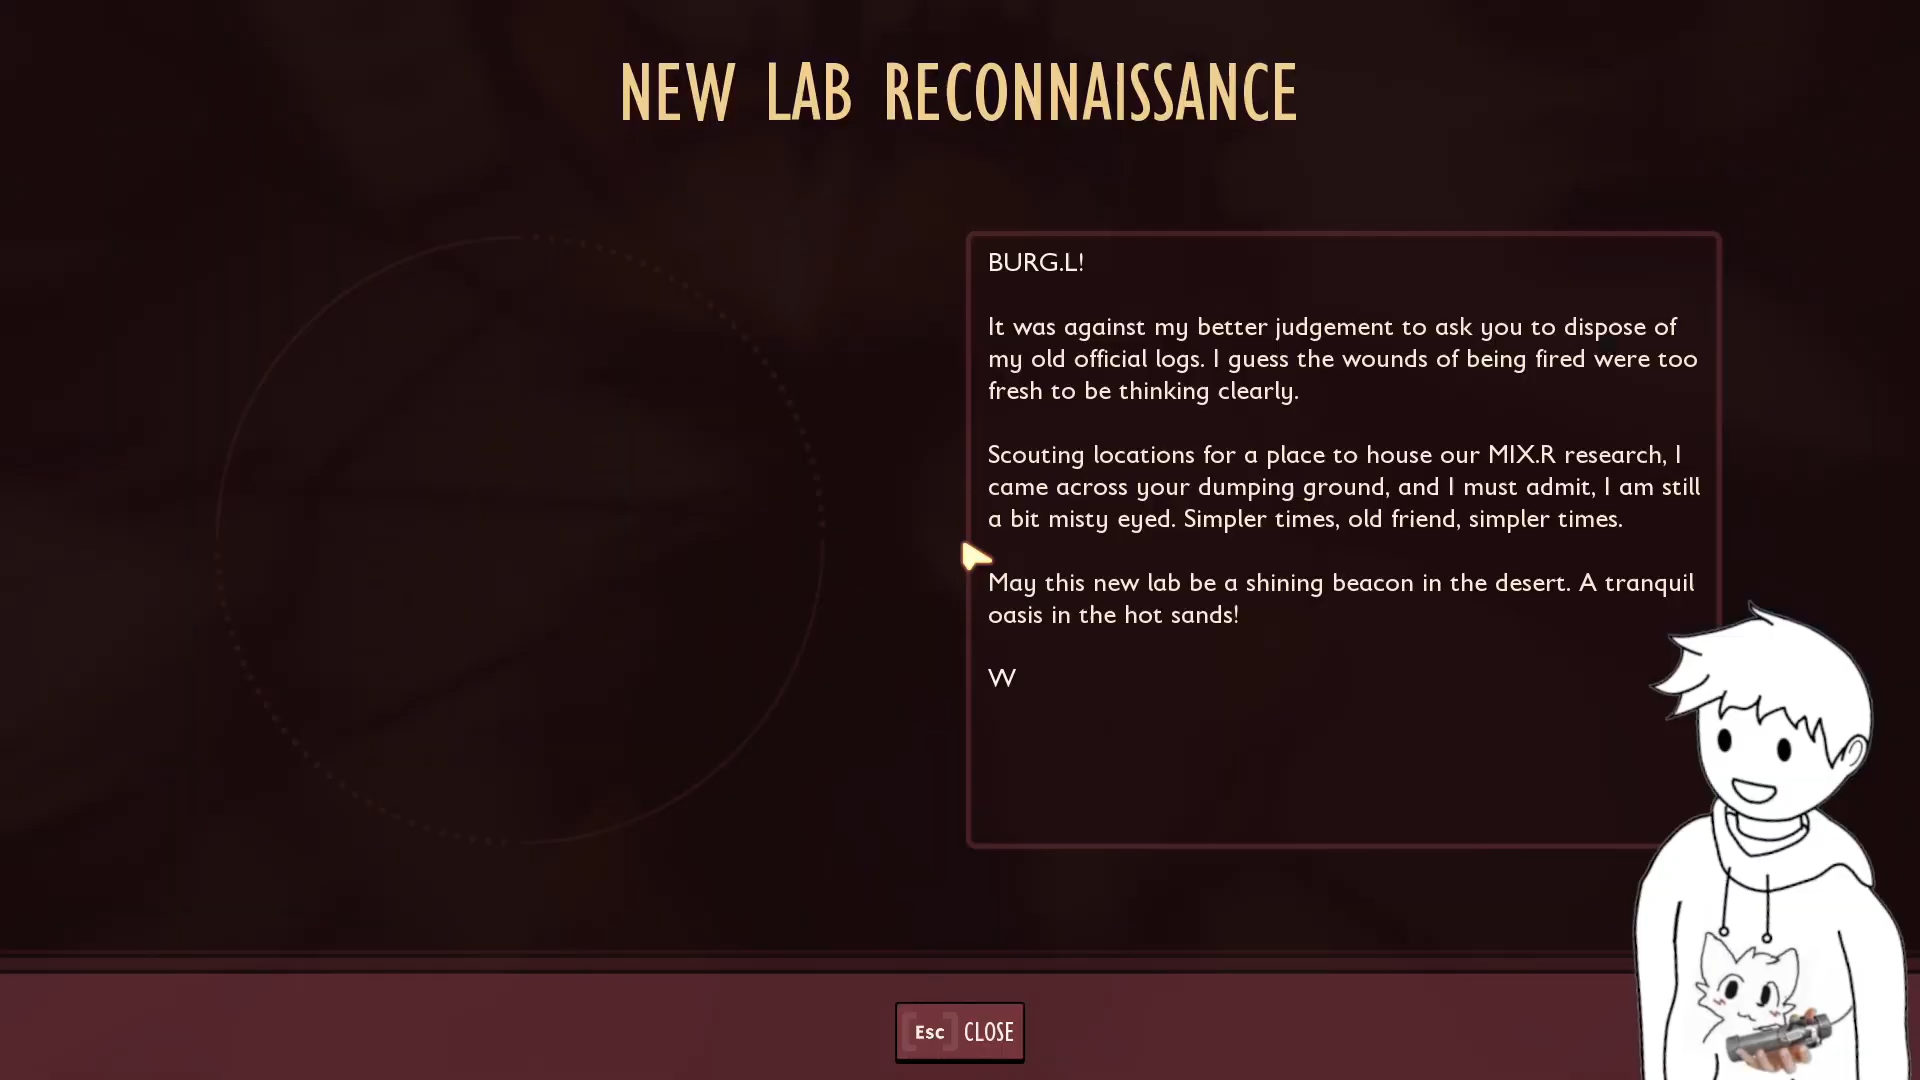 NEW LAB RECONNAISSANCE
BURG.L!
It was against my better judgement to ask you to dispose of
my old official logs. I guess the wounds of being fired were too
fresh to be thinking clearly.
Scouting locations for a place to house our MIX.R research, I
came across your dumping ground, and I must admit, I am still
a bit misty eyed. Simpler times, old friend, simpler times.
May this new lab be a shining beacon in the desert. A tranquil
oasis in the hot sands!
W
Esc CLOSE